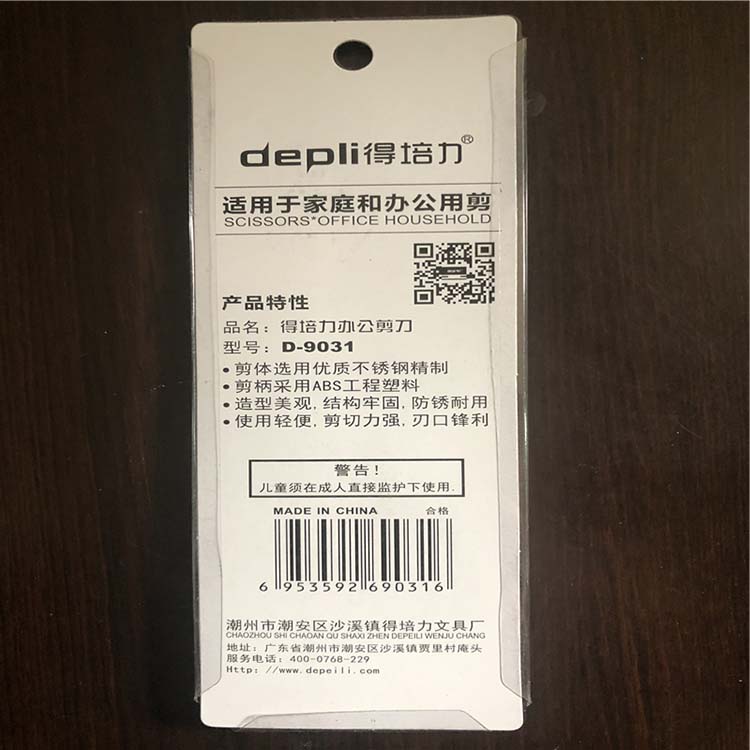 depli得培力®
适用于家庭和办公用剪
SCISSORS*OFFICE HOUSEHOLD
产品特性
品名：得培力办公剪刀
型号：D-9031
•剪体选用优质不锈钢精制
•剪柄采用ABS工程塑料
•造型美观,结构牢固,防锈耐用
•使用轻便,剪切力强,刃口锋利
警告！
儿童须在成人直接监护下使用.
MADE IN CHINA 合格
6 953592 690316
潮州市潮安区沙溪镇得培力文具厂
CHAOZHOU SHI CHAOAN QU SHAXI ZHEN DEPEILI WENJU CHANG
地址：广东省潮州市潮安区沙溪镇贾里村庵头
服务电话：400-0768-229
Http://www.depeili.com